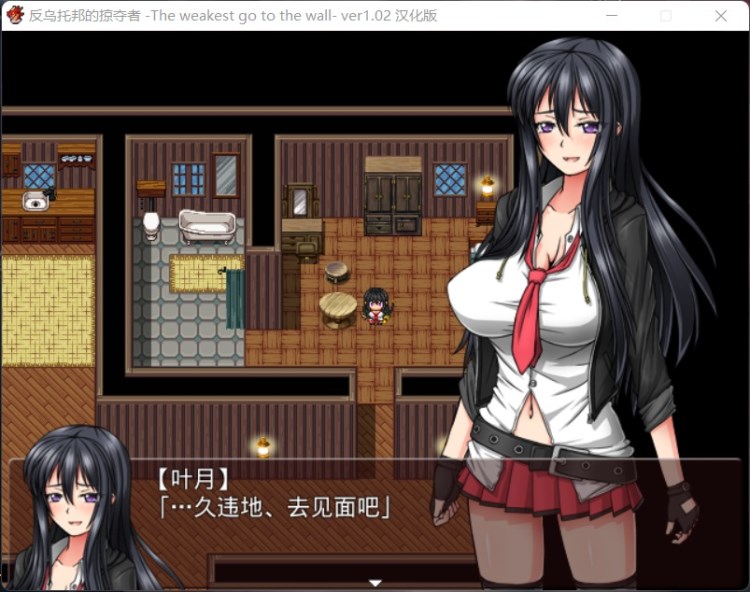 反乌托邦的掠夺者 -The weakest go to the wall- ver1.02 汉化版
【叶月】
「…久违地、去见面吧」